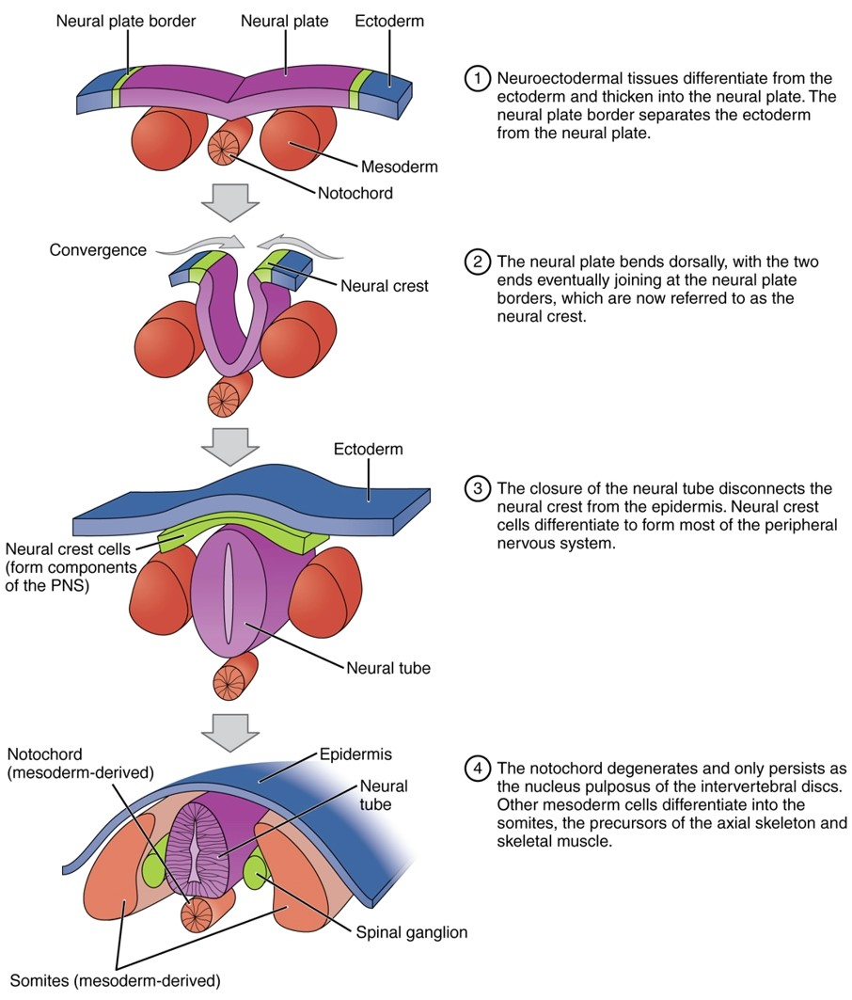 Neural plate border
Neural plate
Ectoderm
Mesoderm
Notochord
1
Neuroectodermal tissues differentiate from the
ectoderm and thicken into the neural plate. The
neural plate border separates the ectoderm
from the neural plate.
Convergence
Neural crest
2
The neural plate bends dorsally, with the two
ends eventually joining at the neural plate
borders, which are now referred to as the
neural crest.
Ectoderm
Neural crest cells
(form components
of the PNS)
Neural tube
3
The closure of the neural tube disconnects the
neural crest from the epidermis. Neural crest
cells differentiate to form most of the peripheral
nervous system.
Notochord
(mesoderm-derived)
Epidermis
Neural
tube
Spinal ganglion
Somites (mesoderm-derived)
4
The notochord degenerates and only persists as
the nucleus pulposus of the intervertebral discs.
Other mesoderm cells differentiate into the
somites, the precursors of the axial skeleton and
skeletal muscle.